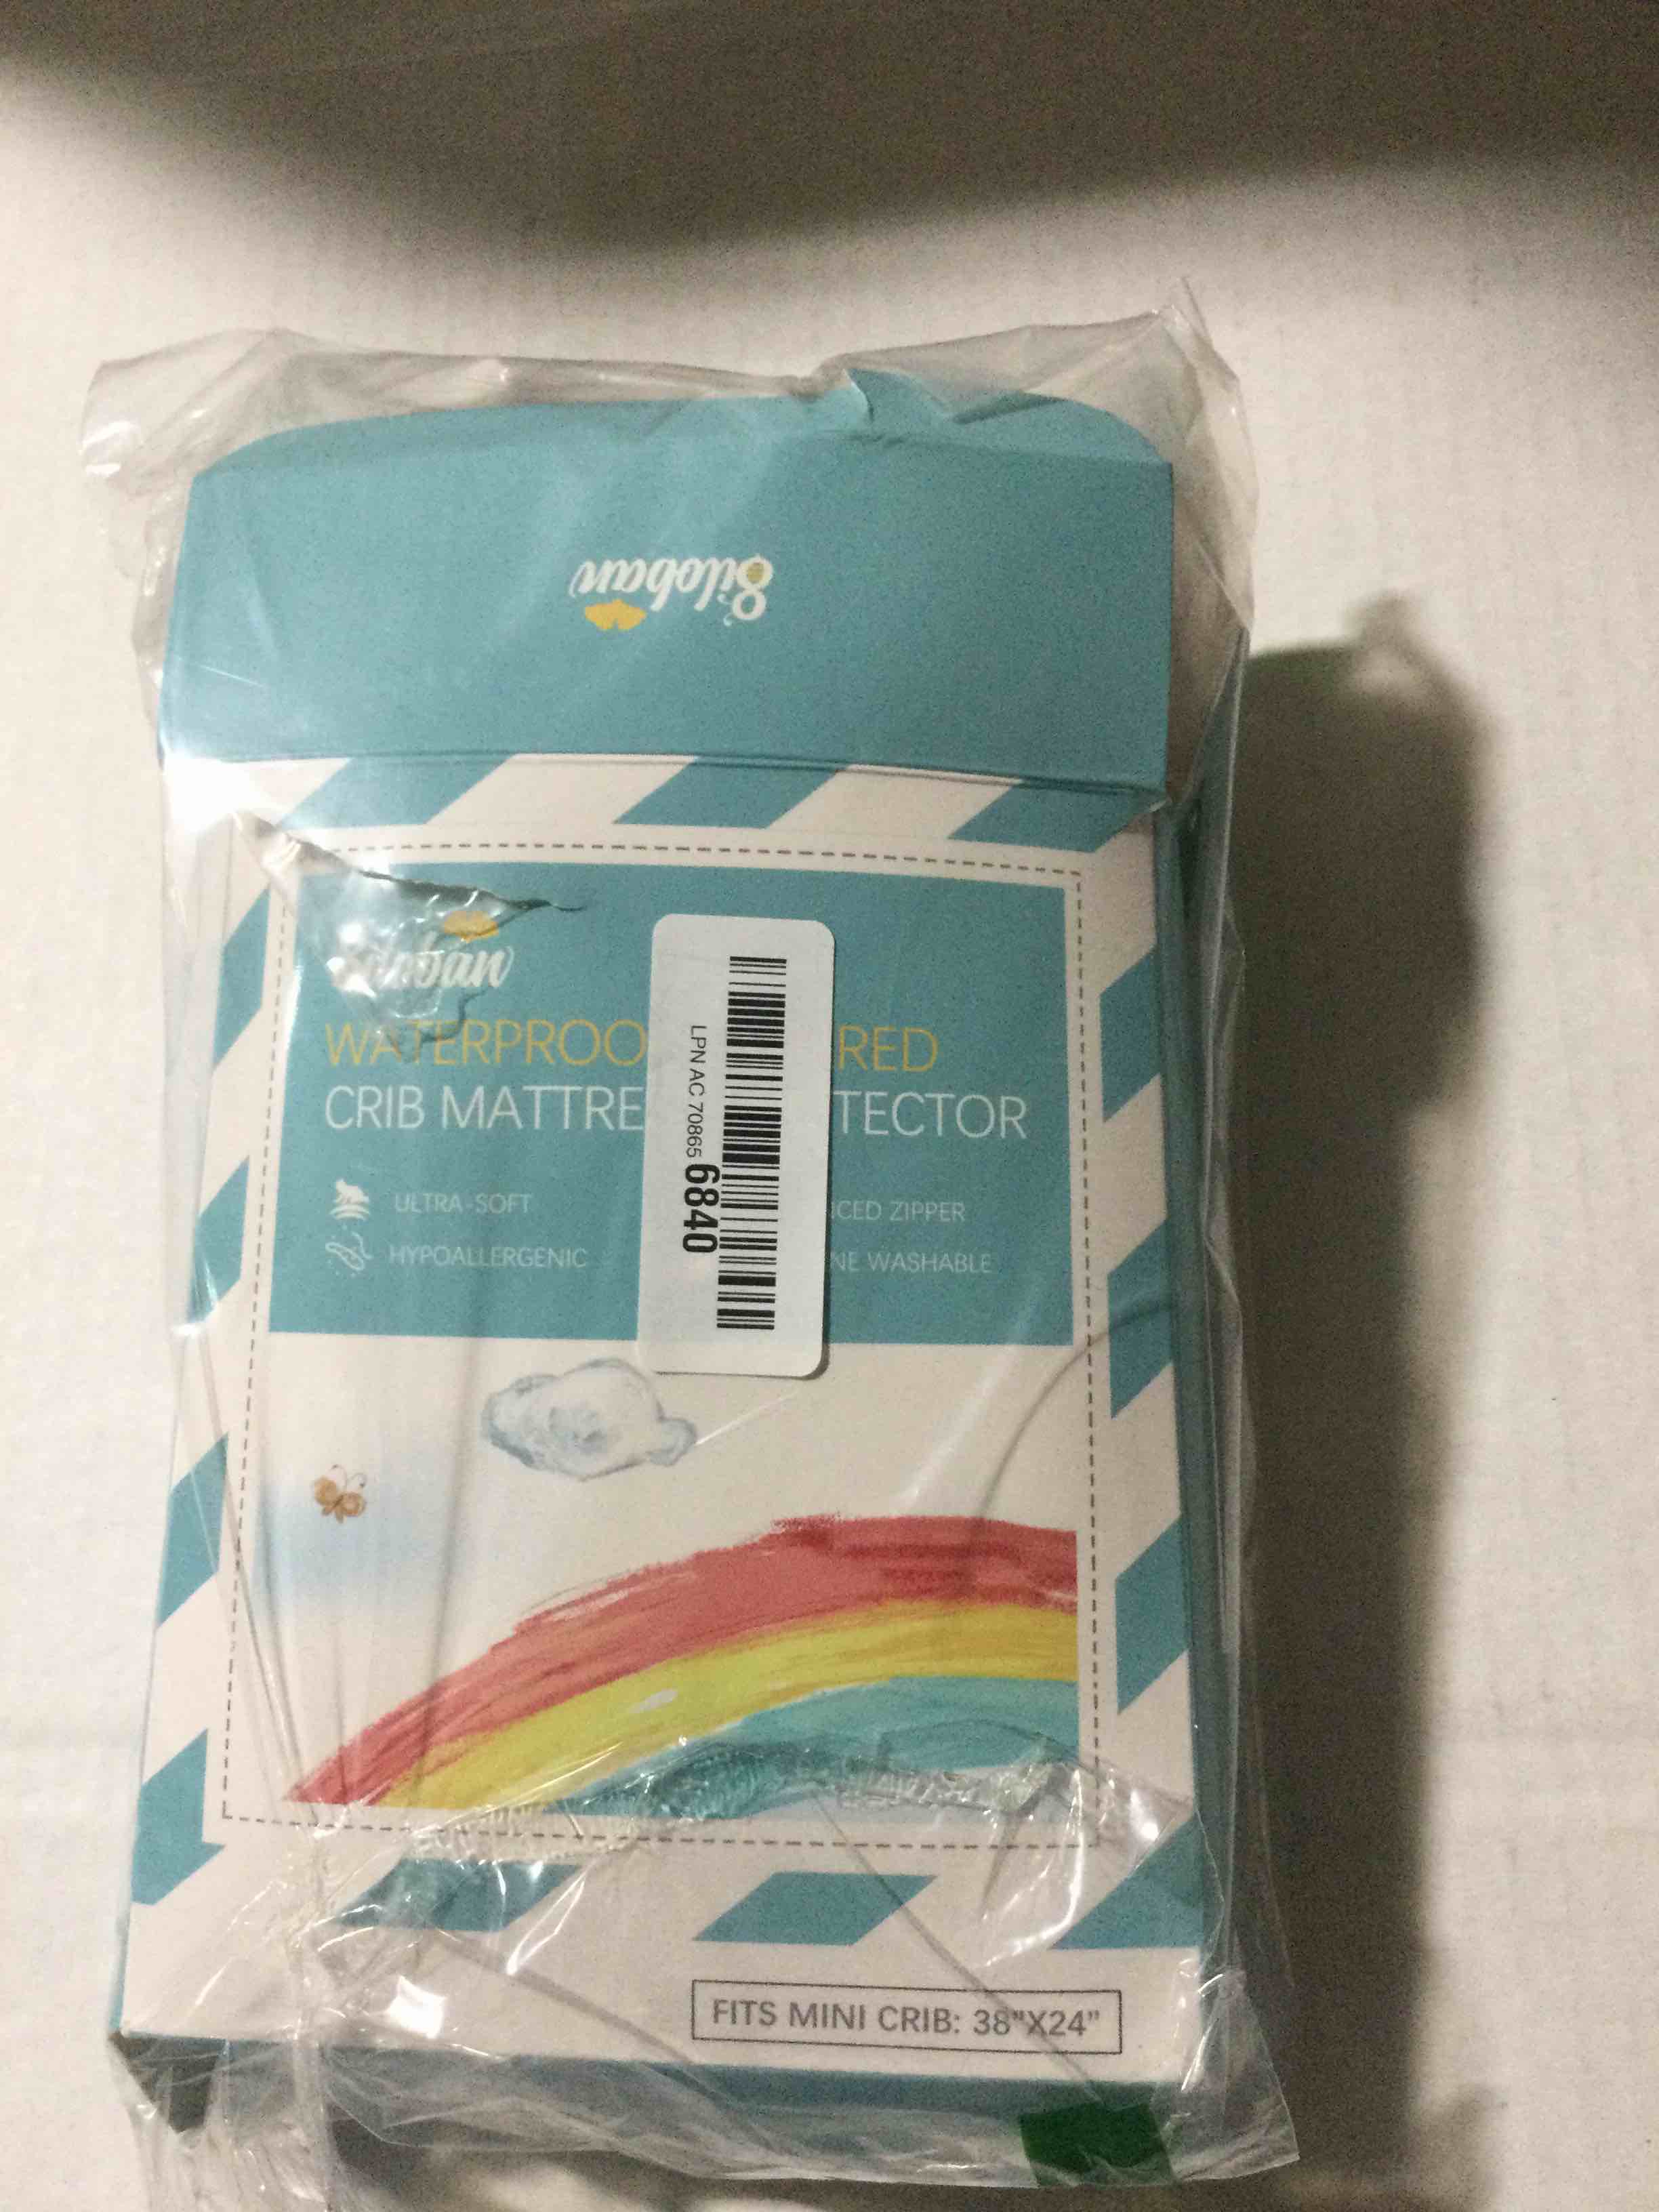 Biloban
Biloban
WATERPROO RED
CRIB MATTRE TECTOR
ULTRA-SOFT
CED ZIPPER
HYPOALLERGENIC
NE WASHABLE
LPN AC 70865 6840
FITS MINI CRIB: 38"X24"